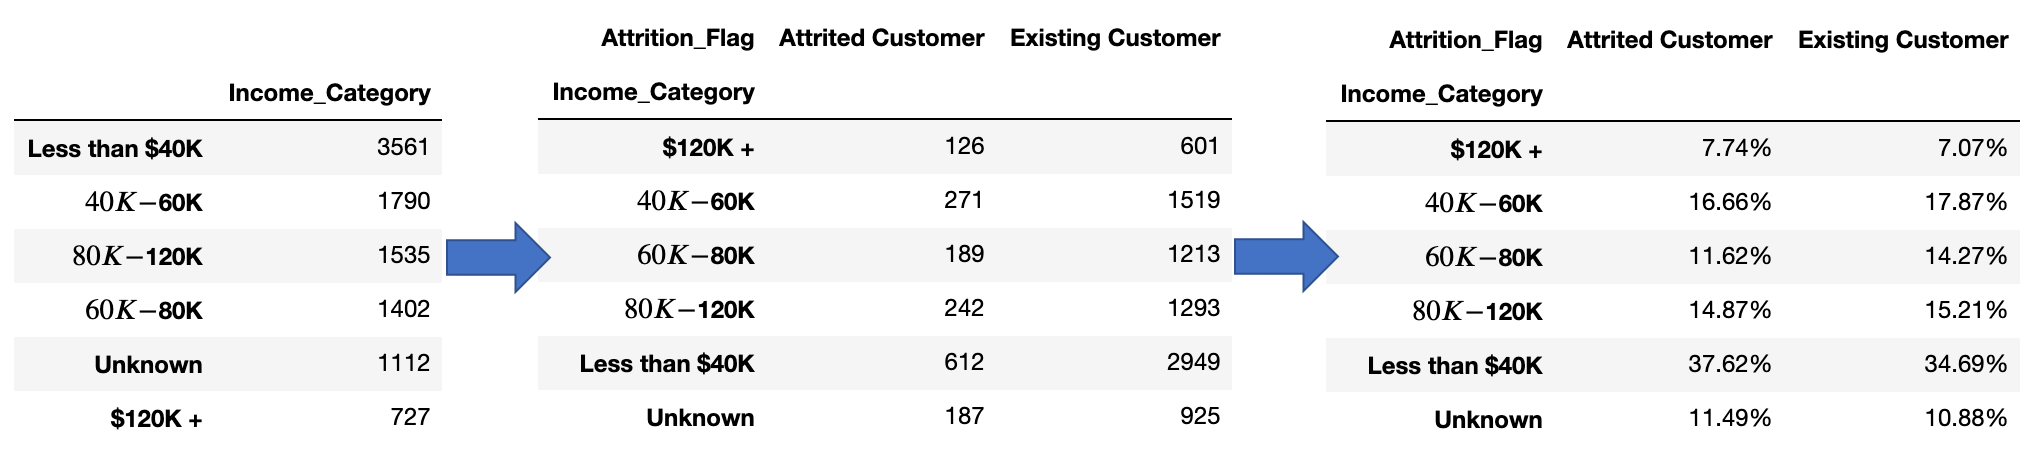 Income_Category
Less than $40K 3561
40K−60K 1790
80K−120K 1535
60K−80K 1402
Unknown 1112
$120K + 727
Attrition_Flag Attrited Customer Existing Customer
Income_Category
$120K + 126 601
40K−60K 271 1519
60K−80K 189 1213
80K−120K 242 1293
Less than $40K 612 2949
Unknown 187 925
Attrition_Flag Attrited Customer Existing Customer
Income_Category
$120K + 7.74% 7.07%
40K−60K 16.66% 17.87%
60K−80K 11.62% 14.27%
80K−120K 14.87% 15.21%
Less than $40K 37.62% 34.69%
Unknown 11.49% 10.88%